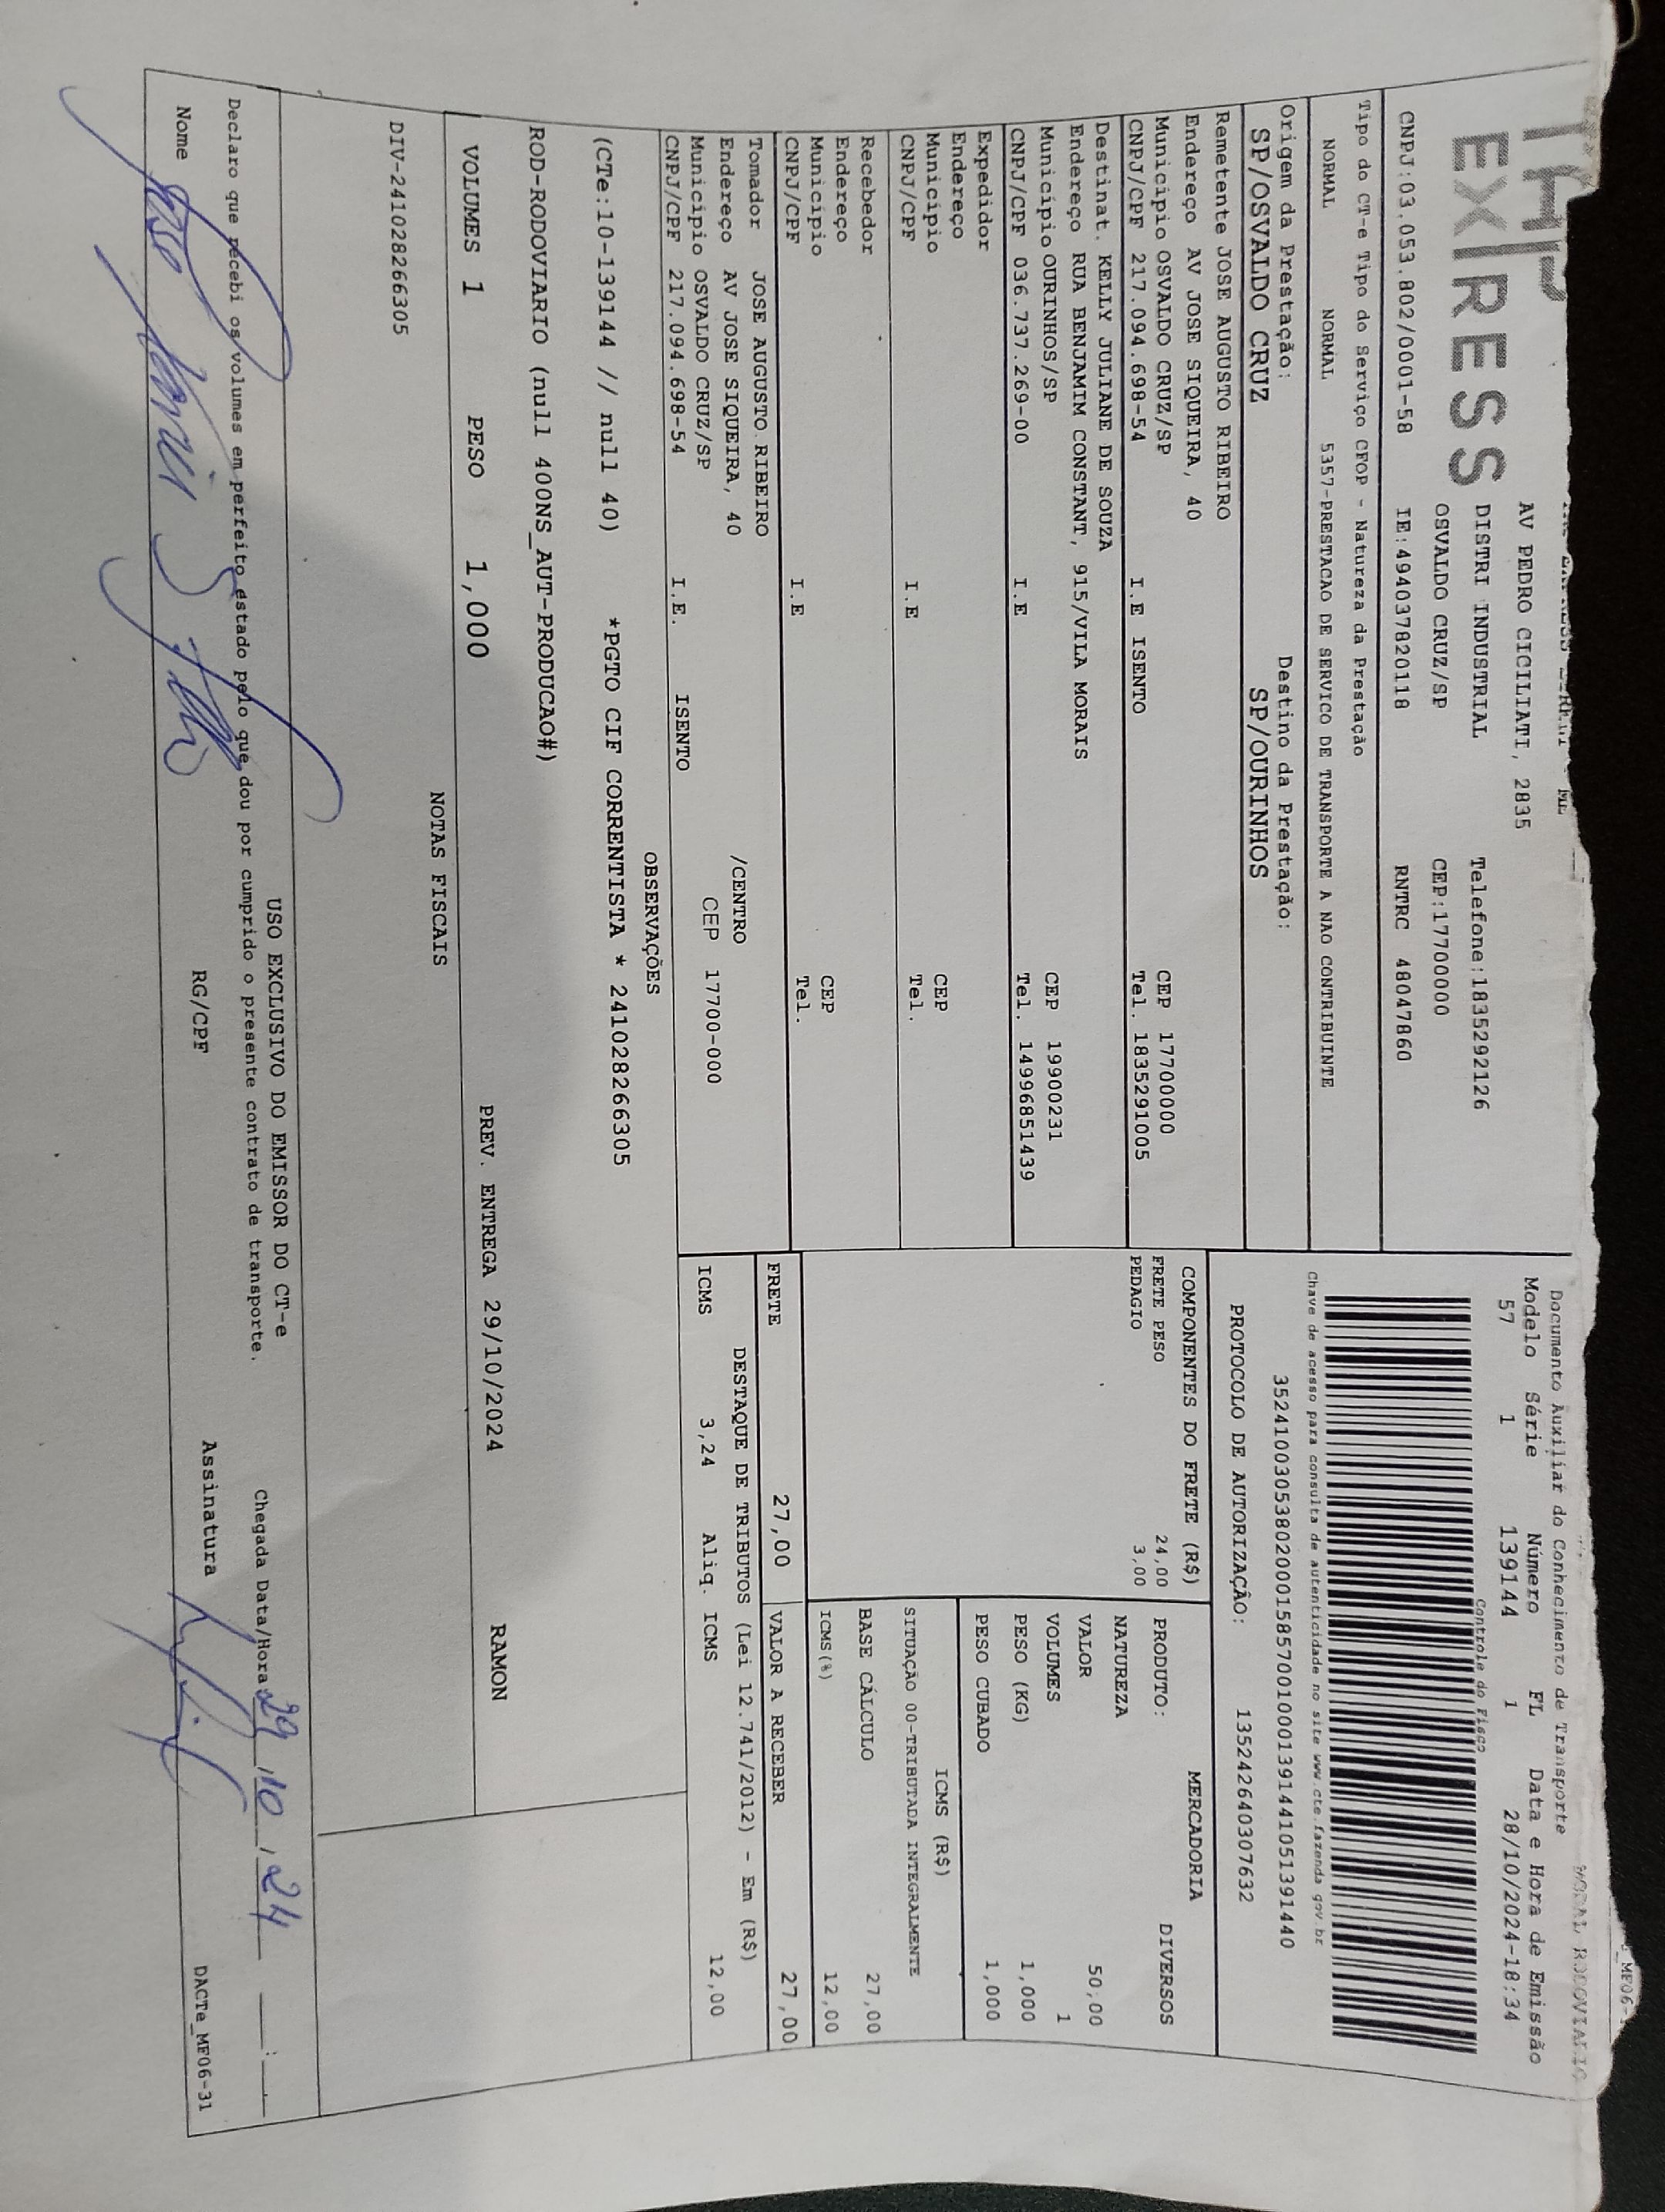 EXPRESS
AV PEDRO CICILIATI, 2835
DISTRI INDUSTRIAL Telefone:1835292126
OSVALDO CRUZ/SP CEP:17700000
CNPJ:03.053.802/0001-58 IE:494037820118 RNTRC 48047860
Tipo do CT-e Tipo do Serviço CFOP - Natureza da Prestação
NORMAL NORMAL 5357-PRESTACAO DE SERVICO DE TRANSPORTE A NAO CONTRIBUINTE
Origem da Prestação: Destino da Prestação:
SP/OSVALDO CRUZ SP/OURINHOS
Remetente JOSE AUGUSTO RIBEIRO
Endereço AV JOSE SIQUEIRA, 40
Município OSVALDO CRUZ/SP CEP 17700000
CNPJ/CPF 217.094.698-54 I.E ISENTO Tel. 1835291005
Destinat. KELLY JULIANE DE SOUZA
Endereço RUA BENJAMIM CONSTANT, 915/VILA MORAIS
Município OURINHOS/SP CEP 19900231
CNPJ/CPF 036.737.269-00 I.E Tel. 14996851439
Expedidor
Endereço
Município CEP
CNPJ/CPF I.E Tel.
Recebedor
Endereço
Município CEP
CNPJ/CPF I.E Tel.
Tomador JOSE AUGUSTO RIBEIRO
Endereço AV JOSE SIQUEIRA, 40 /CENTRO
Município OSVALDO CRUZ/SP CEP 17700-000
CNPJ/CPF 217.094.698-54 I.E. ISENTO
MODAL RODOVIARIO
Documento Auxiliar do Conhecimento de Transporte
Modelo Série Número FL Data e Hora de Emissão
57 1 139144 1 28/10/2024-18:34
Controle do Fisco
Chave de acesso para consulta de autenticidade no site www.cte.fazenda.gov.br
35241003053802000158570010001391441051391440
PROTOCOLO DE AUTORIZAÇÃO: 135242640307632
COMPONENTES DO FRETE (R$)
FRETE PESO 24,00
PEDAGIO 3,00
MERCADORIA
PRODUTO: DIVERSOS
NATUREZA
VALOR 50,00
VOLUMES 1
PESO (KG) 1,000
PESO CUBADO 1,000
ICMS (R$)
SITUAÇÃO 00-TRIBUTADA INTEGRALMENTE
BASE CÁLCULO 27,00
ICMS(%) 12,00
FRETE 27,00 VALOR A RECEBER 27,00
DESTAQUE DE TRIBUTOS (Lei 12.741/2012) - Em (R$)
ICMS 3,24 Aliq. ICMS 12,00
OBSERVAÇÕES
(CTe:10-139144 // null 40) *PGTO CIF CORRENTISTA * 241028266305
ROD-RODOVIARIO (null 400NS_AUT-PRODUCAO#)
VOLUMES 1 PESO 1,000 PREV. ENTREGA 29/10/2024 RAMON
NOTAS FISCAIS
DIV-241028266305
USO EXCLUSIVO DO EMISSOR DO CT-e
Declaro que recebi os volumes em perfeito estado pelo que dou por cumprido o presente contrato de transporte.
Chegada Data/Hora 29/10/24
Nome RG/CPF Assinatura
DACTe_MF06-31